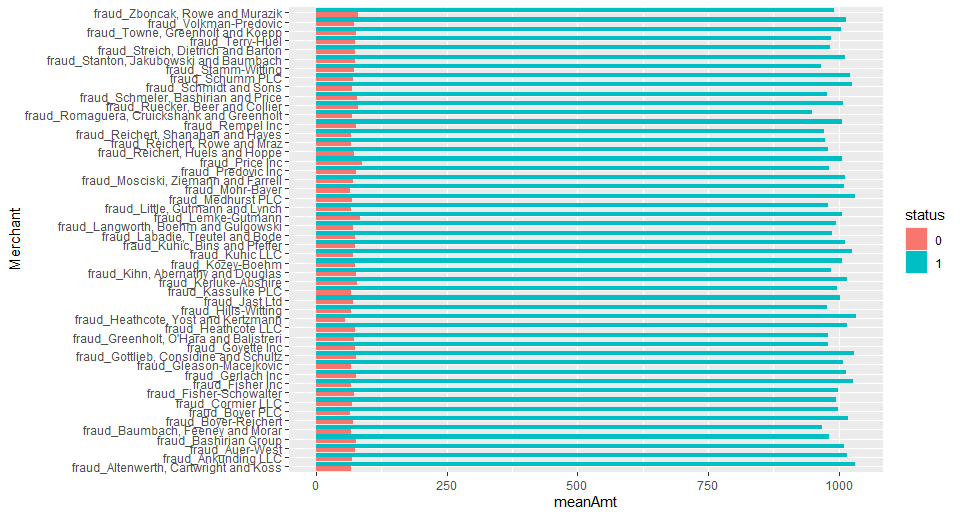 fraud_Zboncak, Rowe and Murazik
fraud_Volkman-Predovic
fraud_Towne, Greenholt and Koepp
fraud_Terry-Huel
fraud_Streich, Dietrich and Barton
fraud_Stanton, Jakubowski and Baumbach
fraud_Stamm-Witting
fraud_Schumm PLC
fraud_Schmidt and Sons
fraud_Schmeler, Bashirian and Price
fraud_Ruecker, Beer and Collier
fraud_Romaguera, Cruickshank and Greenholt
fraud_Rempel Inc
fraud_Reichert, Shanahan and Hayes
fraud_Reichert, Rowe and Mraz
fraud_Reichert, Huels and Hoppe
fraud_Price Inc
fraud_Predovic Inc
fraud_Mosciski, Ziemann and Farrell
fraud_Mohr-Bayer
fraud_Medhurst PLC
fraud_Little, Gutmann and Lynch
fraud_Lemke-Gutmann
fraud_Langworth, Boehm and Gulgowski
fraud_Labadie, Treutel and Bode
fraud_Kuhic, Bins and Pfeffer
fraud_Kuhic LLC
fraud_Kozey-Boehm
fraud_Kihn, Abernathy and Douglas
fraud_Kerluke-Abshire
fraud_Kassulke PLC
fraud_Jast Ltd
fraud_Hills-Witting
fraud_Heathcote, Yost and Kertzmann
fraud_Heathcote LLC
fraud_Greenholt, O'Hara and Balistreri
fraud_Goyette Inc
fraud_Gottlieb, Considine and Schultz
fraud_Gleason-Macejkovic
fraud_Gerlach Inc
fraud_Fisher Inc
fraud_Fisher-Schowalter
fraud_Cormier LLC
fraud_Boyer PLC
fraud_Boyer-Reichert
fraud_Baumbach, Feeney and Morar
fraud_Bashirian Group
fraud_Auer-West
fraud_Ankunding LLC
fraud_Altenwerth, Cartwright and Koss
Merchant
0 250 500 750 1000
meanAmt
status
0
1